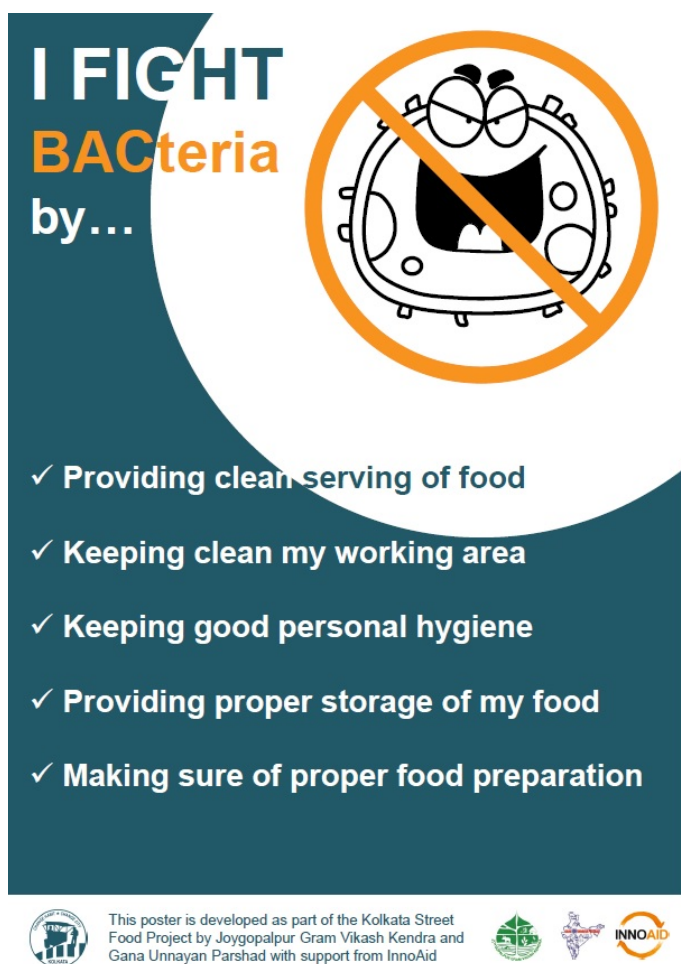 I FIGHT
BACteria
by…
✓ Providing clean serving of food
✓ Keeping clean my working area
✓ Keeping good personal hygiene
✓ Providing proper storage of my food
✓ Making sure of proper food preparation
This poster is developed as part of the Kolkata Street
Food Project by Joygopalpur Gram Vikash Kendra and
Gana Unnayan Parshad with support from InnoAid
KOLKATA
INNOAID